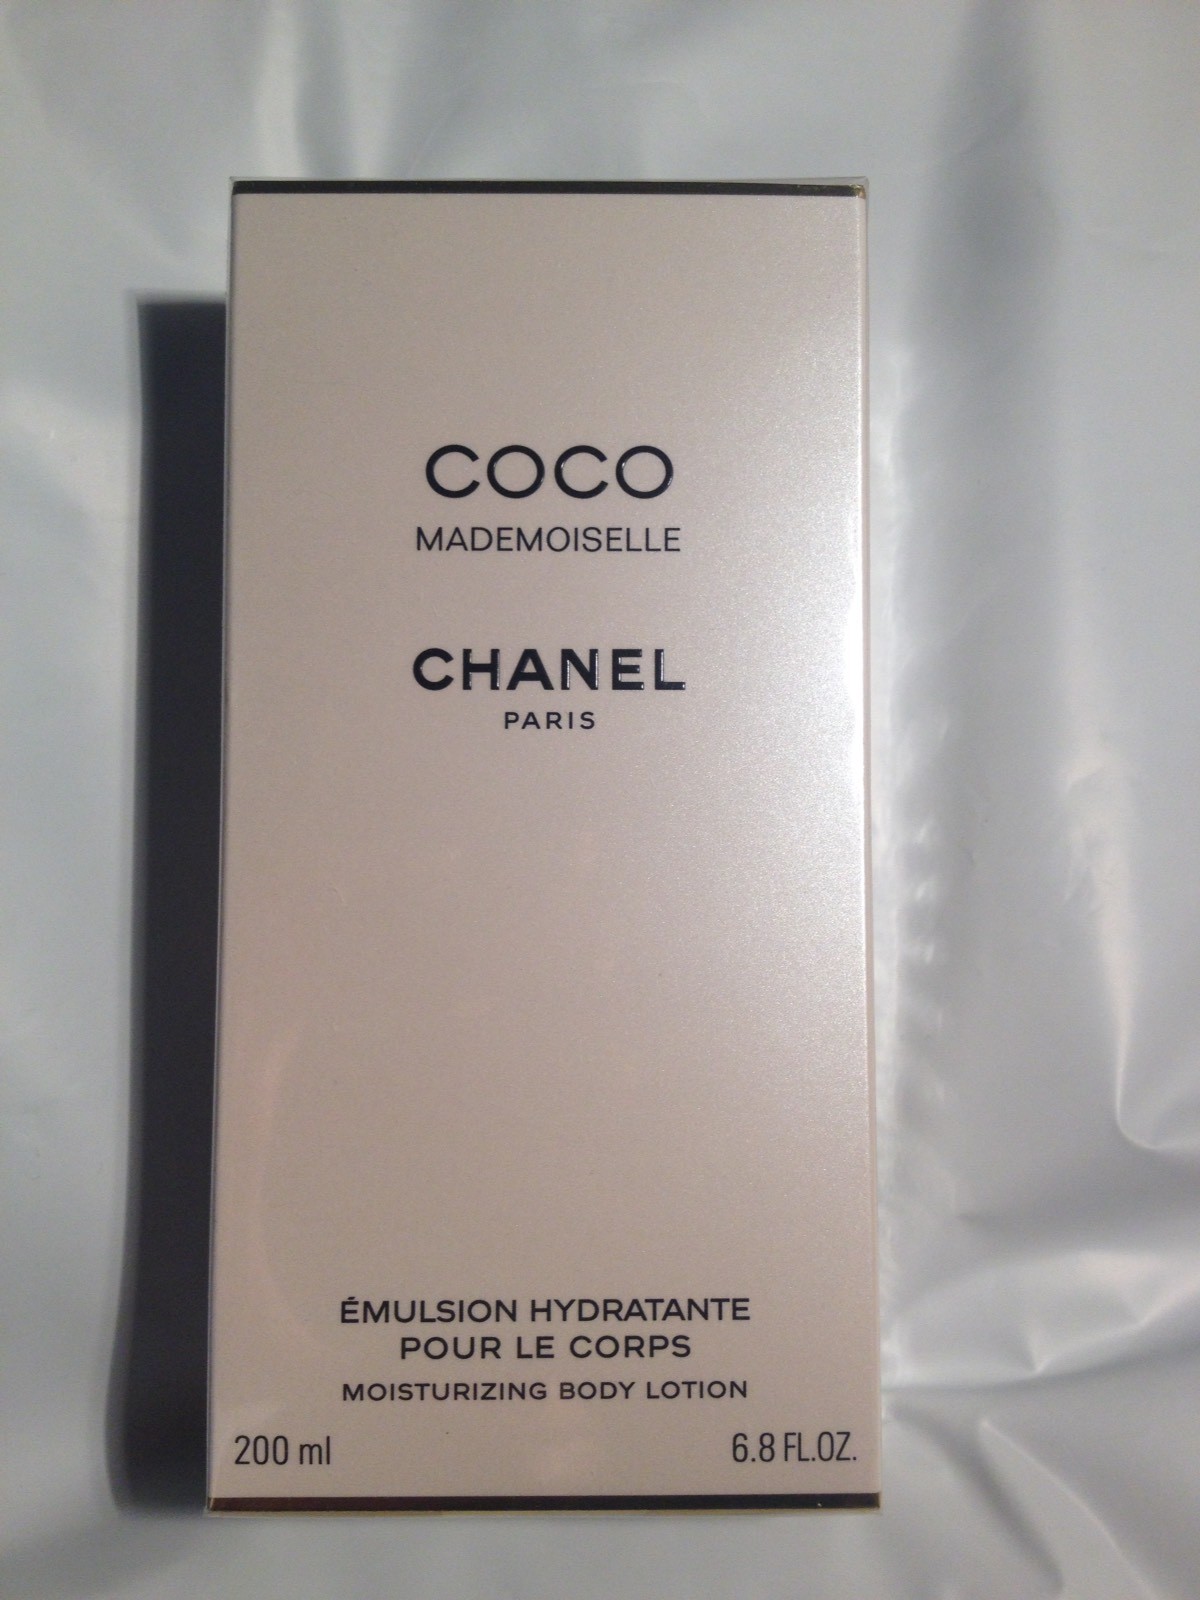 COCO
MADEMOISELLE
CHANEL
PARIS
ÉMULSION HYDRATANTE
POUR LE CORPS
MOISTURIZING BODY LOTION
200 ml 6.8 FL.OZ.